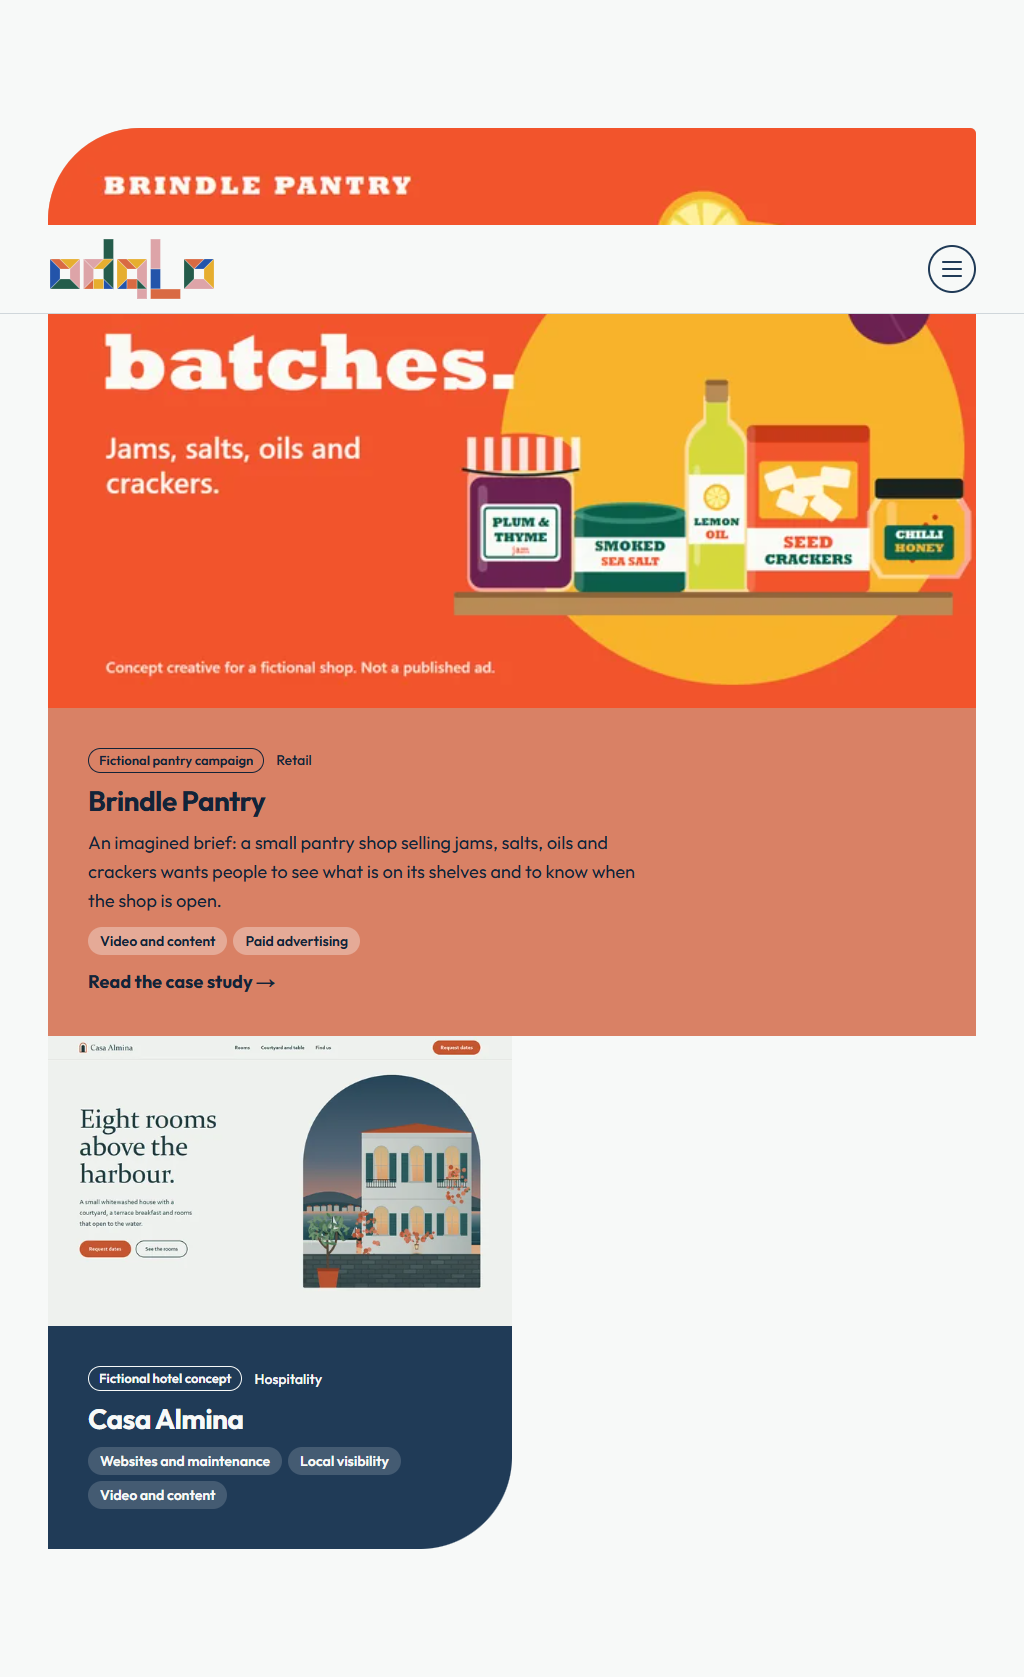 BRINDLE PANTRY
odalo
batches.
Jams, salts, oils and
crackers.
PLUM &
THYME
jam
SMOKED
SEA SALT
LEMON
OIL
SEED
CRACKERS
CHILLI
HONEY
Concept creative for a fictional shop. Not a published ad.
Fictional pantry campaign Retail
Brindle Pantry
An imagined brief: a small pantry shop selling jams, salts, oils and
crackers wants people to see what is on its shelves and to know when
the shop is open.
Video and content Paid advertising
Read the case study →
Casa Almina Rooms Courtyard and table Find us Request dates
Eight rooms
above the
harbour.
A small whitewashed house with a
courtyard, a terrace breakfast and rooms
that open to the water.
Request dates See the rooms
Fictional hotel concept Hospitality
Casa Almina
Websites and maintenance Local visibility
Video and content